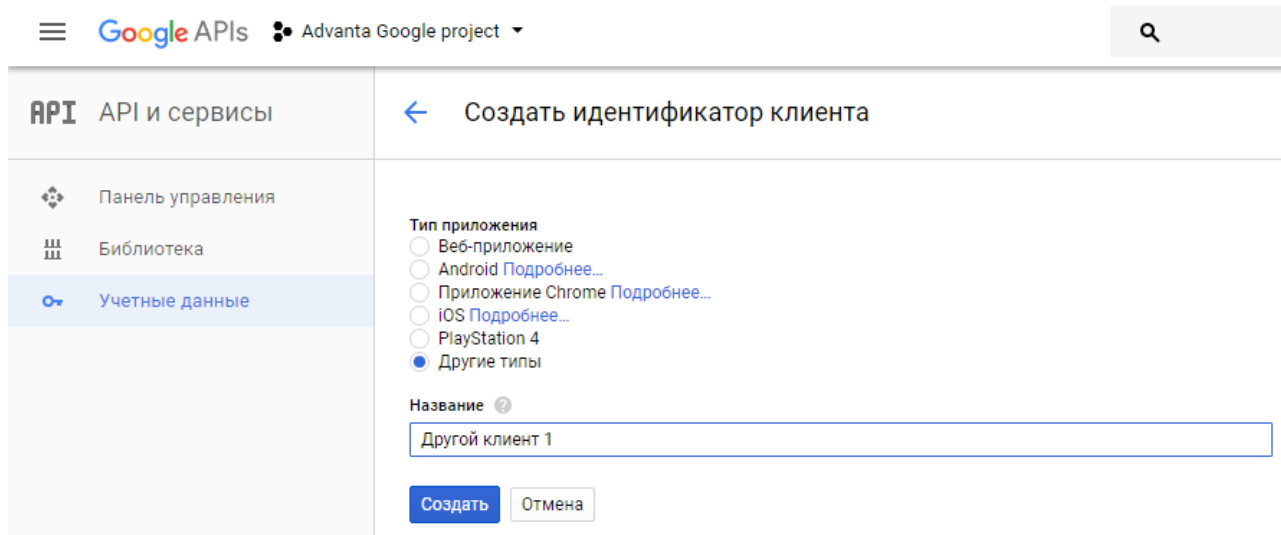 Google APIs Advanta Google project
API API и сервисы
Создать идентификатор клиента
Панель управления
Библиотека
Учетные данные
Тип приложения
Веб-приложение
Android Подробнее...
Приложение Chrome Подробнее...
iOS Подробнее...
PlayStation 4
Другие типы
Название ?
Другой клиент 1
Создать Отмена